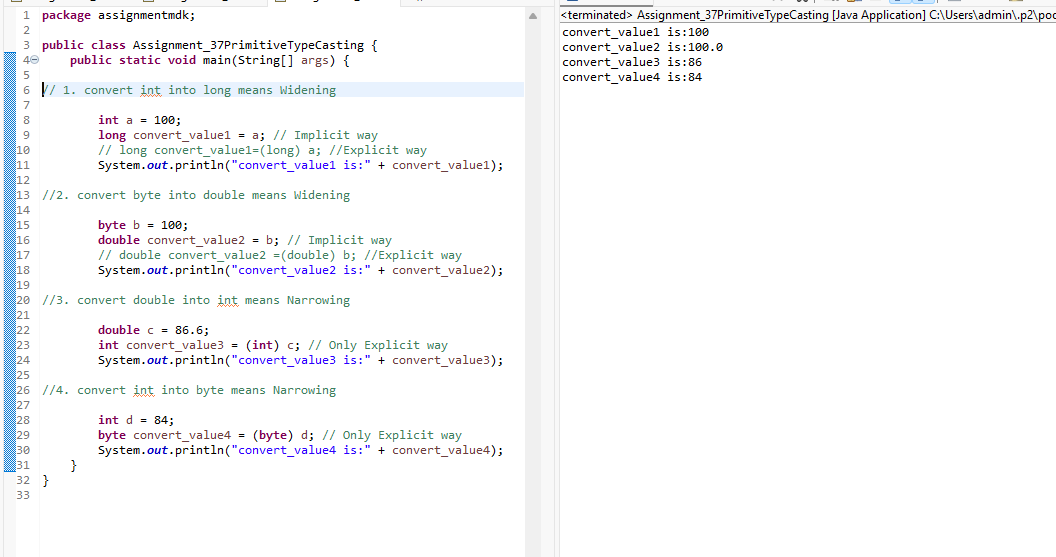 1 package assignmentmdk;
2
3 public class Assignment_37PrimitiveTypeCasting {
4 public static void main(String[] args) {
5
6 // 1. convert int into long means Widening
7
8 int a = 100;
9 long convert_value1 = a; // Implicit way
10 // long convert_value1=(long) a; //Explicit way
11 System.out.println("convert_value1 is:" + convert_value1);
12
13 //2. convert byte into double means Widening
14
15 byte b = 100;
16 double convert_value2 = b; // Implicit way
17 // double convert_value2 =(double) b; //Explicit way
18 System.out.println("convert_value2 is:" + convert_value2);
19
20 //3. convert double into int means Narrowing
21
22 double c = 86.6;
23 int convert_value3 = (int) c; // Only Explicit way
24 System.out.println("convert_value3 is:" + convert_value3);
25
26 //4. convert int into byte means Narrowing
27
28 int d = 84;
29 byte convert_value4 = (byte) d; // Only Explicit way
30 System.out.println("convert_value4 is:" + convert_value4);
31 }
32 }
33
<terminated> Assignment_37PrimitiveTypeCasting [Java Application] C:\Users\admin\.p2\poo
convert_value1 is:100
convert_value2 is:100.0
convert_value3 is:86
convert_value4 is:84